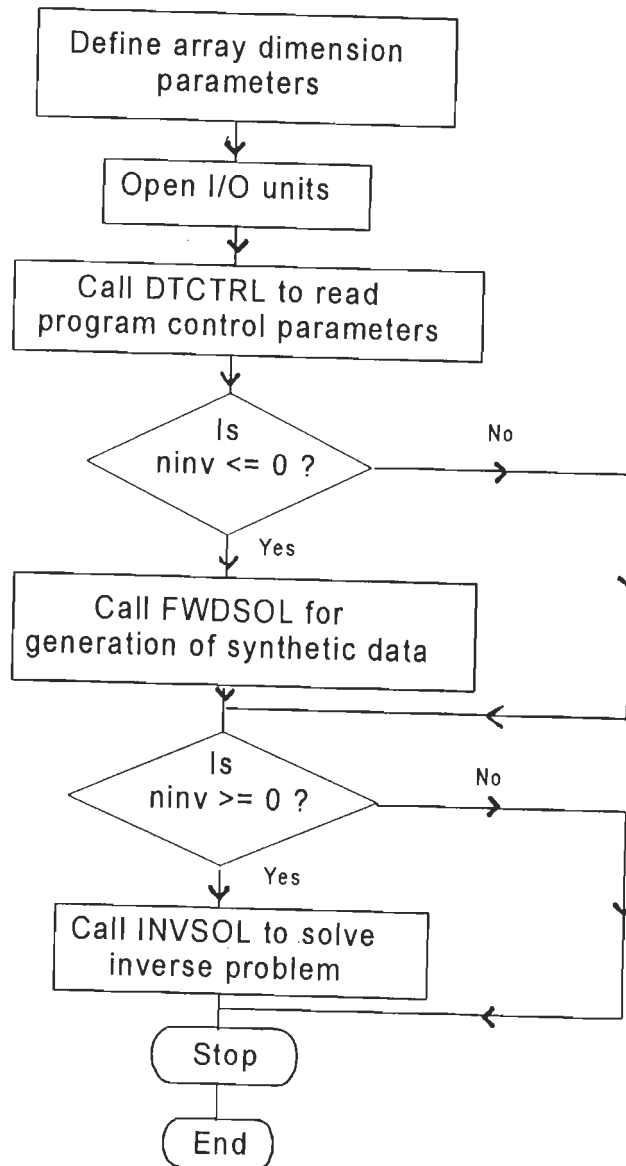 Define array dimension
parameters
Open I/O units
Call DTCTRL to read
program control parameters
Is
ninv <= 0 ?
No
Yes
Call FWDSOL for
generation of synthetic data
Is
ninv >= 0 ?
No
Yes
Call INVSOL to solve
inverse problem
Stop
End